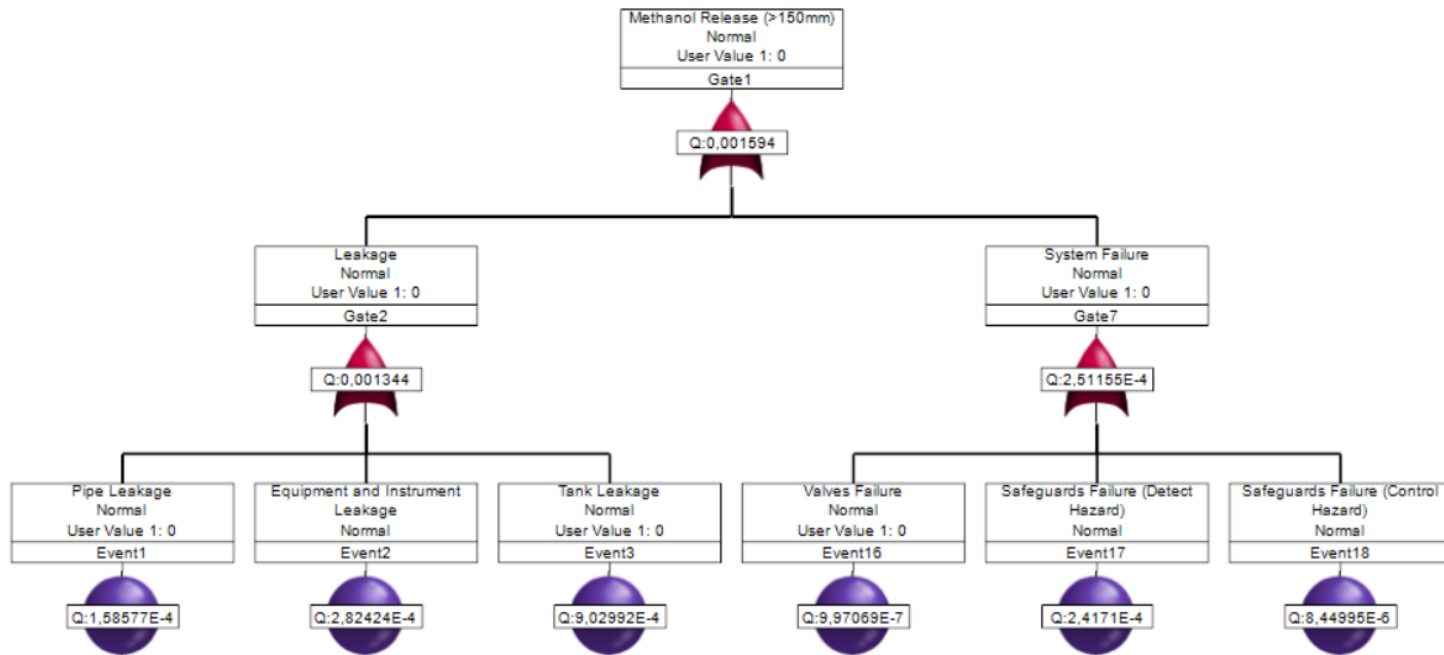 Methanol Release (>150mm)
Normal
User Value 1: 0
Gate1
Q:0,001594
Leakage
Normal
User Value 1: 0
Gate2
Q:0,001344
System Failure
Normal
User Value 1: 0
Gate7
Q:2,51155E-4
Pipe Leakage
Normal
User Value 1: 0
Event1
Q:1,58577E-4
Equipment and Instrument
Leakage
Normal
Event2
Q:2,82424E-4
Tank Leakage
Normal
User Value 1: 0
Event3
Q:9,02992E-4
Valves Failure
Normal
User Value 1: 0
Event16
Q:9,97069E-7
Safeguards Failure (Detect
Hazard)
Normal
Event17
Q:2,4171E-4
Safeguards Failure (Control
Hazard)
Normal
Event18
Q:8,44995E-6